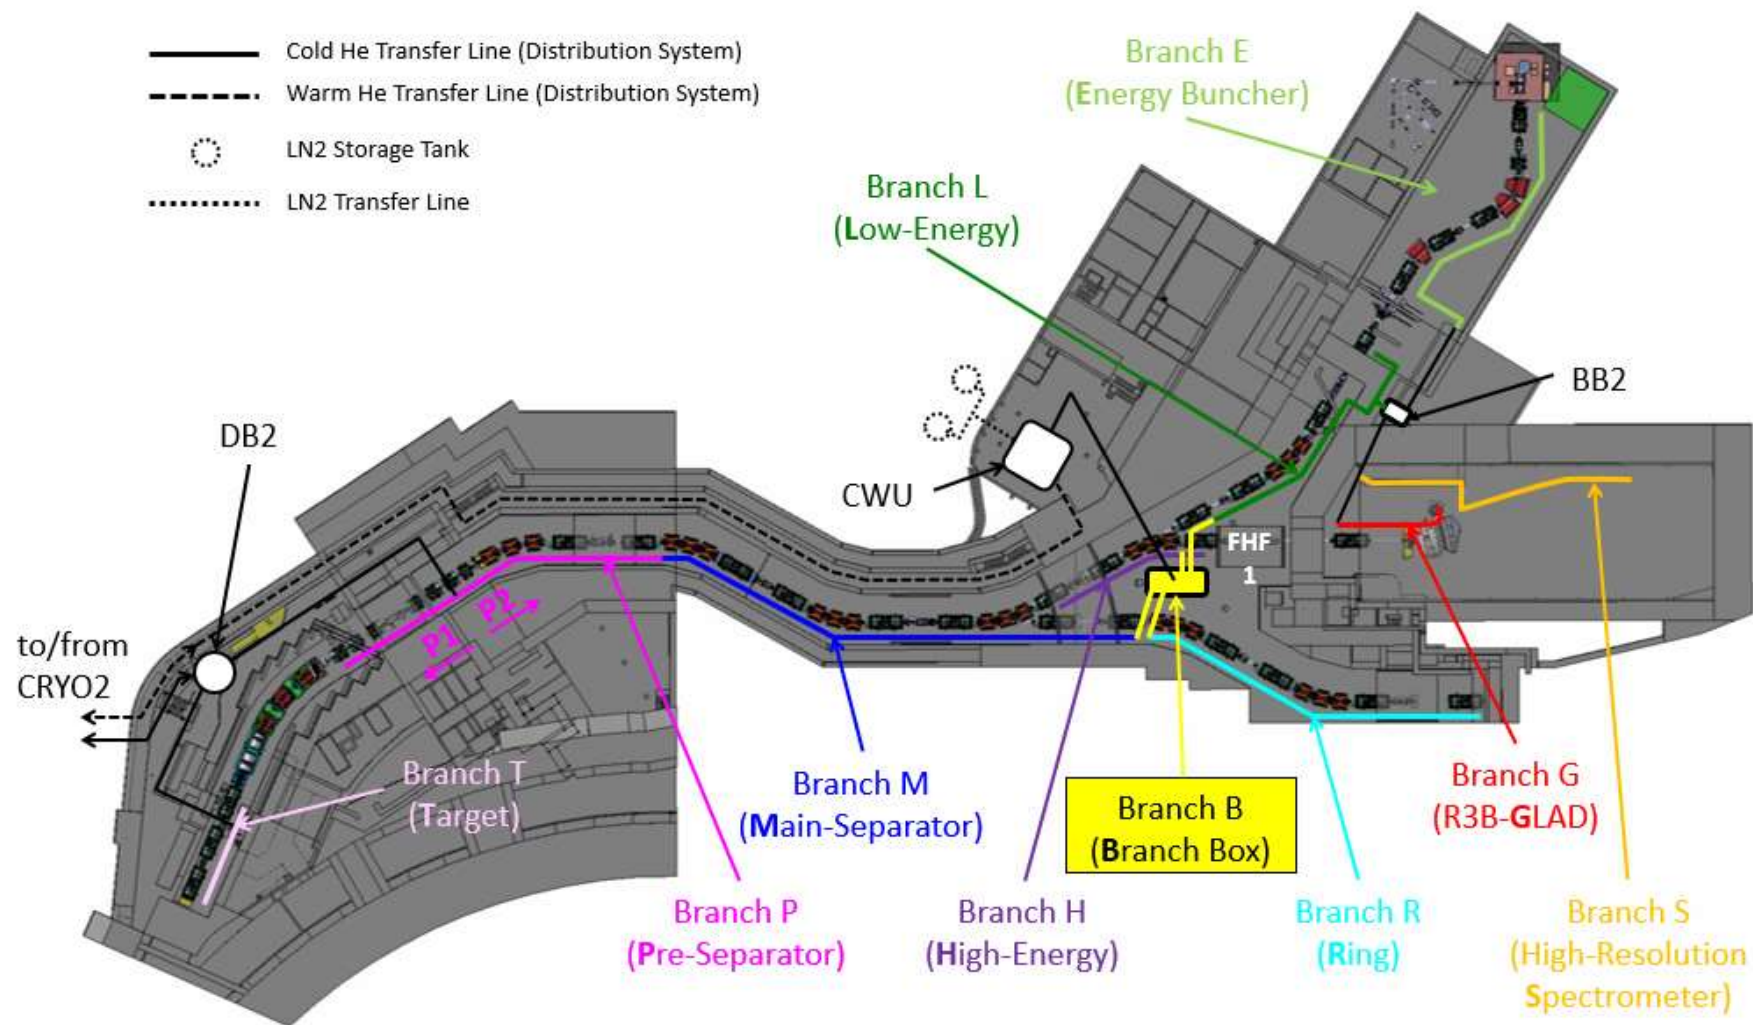 Cold He Transfer Line (Distribution System)
Warm He Transfer Line (Distribution System)
LN2 Storage Tank
LN2 Transfer Line
Branch E
(Energy Buncher)
Branch L
(Low-Energy)
BB2
DB2
CWU
FHF
1
P1
P2
to/from
CRYO2
Branch T
(Target)
Branch M
(Main-Separator)
Branch B
(Branch Box)
Branch G
(R3B-GLAD)
Branch P
(Pre-Separator)
Branch H
(High-Energy)
Branch R
(Ring)
Branch S
(High-Resolution
Spectrometer)